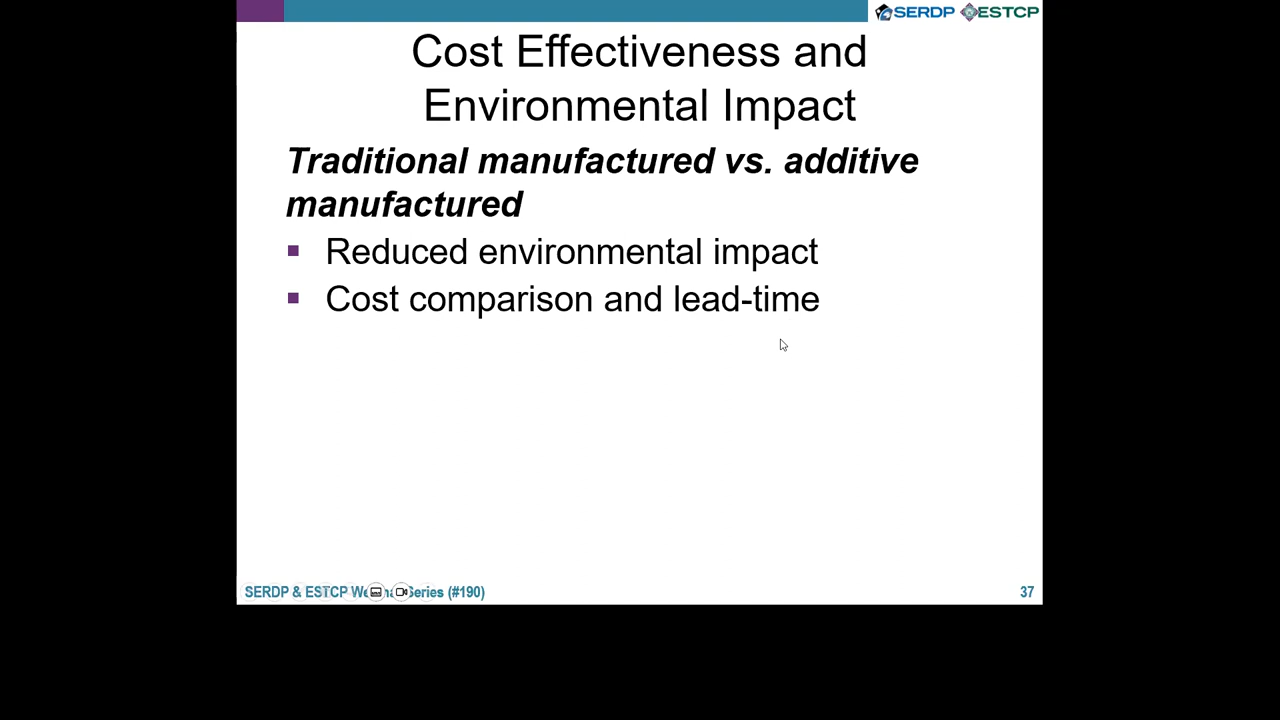 SERDP ESTCP
Cost Effectiveness and
Environmental Impact
Traditional manufactured vs. additive
manufactured
Reduced environmental impact
Cost comparison and lead-time
SERDP & ESTCP Series (#190)
37